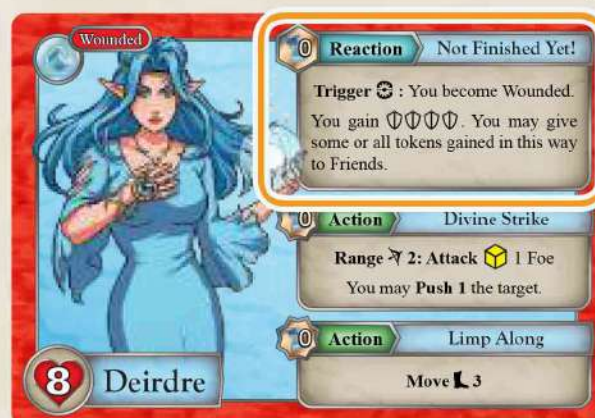 Wounded
0 Reaction Not Finished Yet!
Trigger : You become Wounded.
You gain . You may give
some or all tokens gained in this way
to Friends.
0 Action Divine Strike
Range 2: Attack 1 Foe
You may Push 1 the target.
0 Action Limp Along
Move 3
8 Deirdre